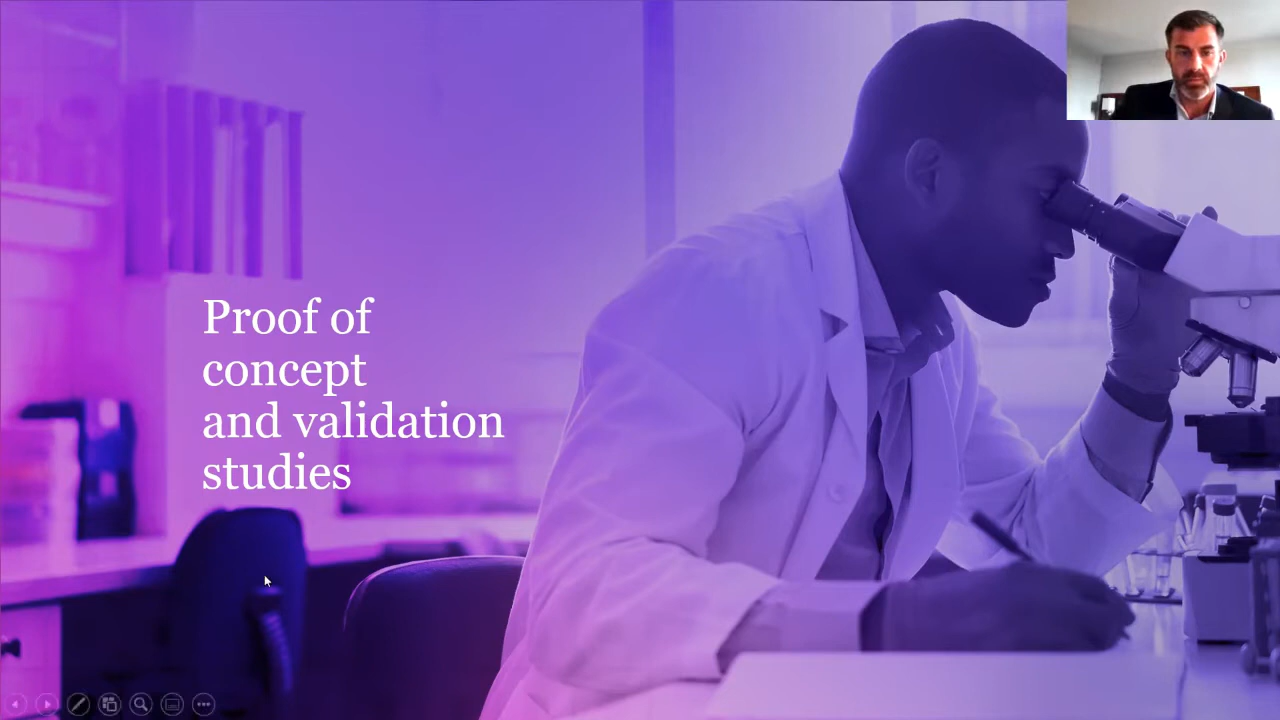 Proof of
concept
and validation
studies